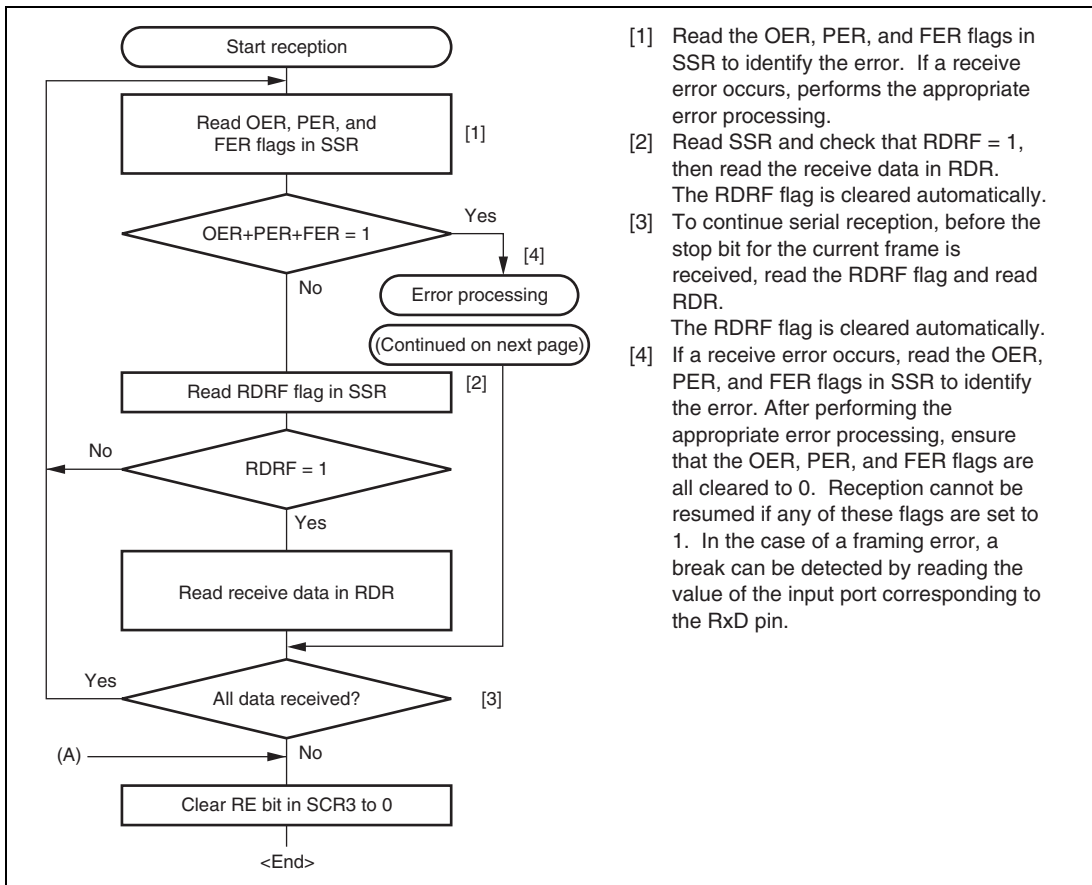 Start reception
Read OER, PER, and
FER flags in SSR
[1]
OER+PER+FER = 1
Yes
[4]
No
Error processing
(Continued on next page)
Read RDRF flag in SSR
[2]
No
RDRF = 1
Yes
Read receive data in RDR
Yes
All data received?
[3]
(A)
No
Clear RE bit in SCR3 to 0
<End>
[1] Read the OER, PER, and FER flags in
SSR to identify the error. If a receive
error occurs, performs the appropriate
error processing.
[2] Read SSR and check that RDRF = 1,
then read the receive data in RDR.
The RDRF flag is cleared automatically.
[3] To continue serial reception, before the
stop bit for the current frame is
received, read the RDRF flag and read
RDR.
The RDRF flag is cleared automatically.
[4] If a receive error occurs, read the OER,
PER, and FER flags in SSR to identify
the error. After performing the
appropriate error processing, ensure
that the OER, PER, and FER flags are
all cleared to 0. Reception cannot be
resumed if any of these flags are set to
1. In the case of a framing error, a
break can be detected by reading the
value of the input port corresponding to
the RxD pin.